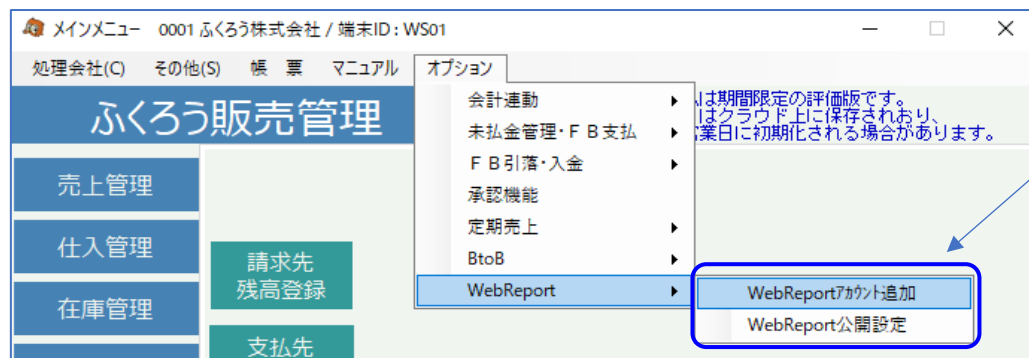 メインメニュー 0001 ふくろう株式会社 / 端末ID : WS01
処理会社(C) その他(S) 帳 票 マニュアル オプション
ふくろう販売管理
は期間限定の評価版です。
はクラウド上に保存されおり、
業日に初期化される場合があります。
会計連動
未払金管理・ＦＢ支払
ＦＢ引落・入金
承認機能
定期売上
BtoB
WebReport
WebReportｱｶｳﾝﾄ追加
WebReport公開設定
売上管理
仕入管理
在庫管理
請求先
残高登録
支払先